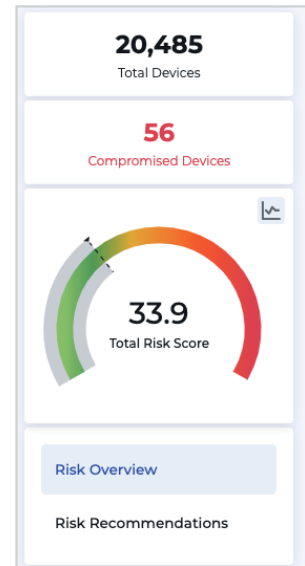 20,485
Total Devices
56
Compromised Devices
33.9
Total Risk Score
Risk Overview
Risk Recommendations